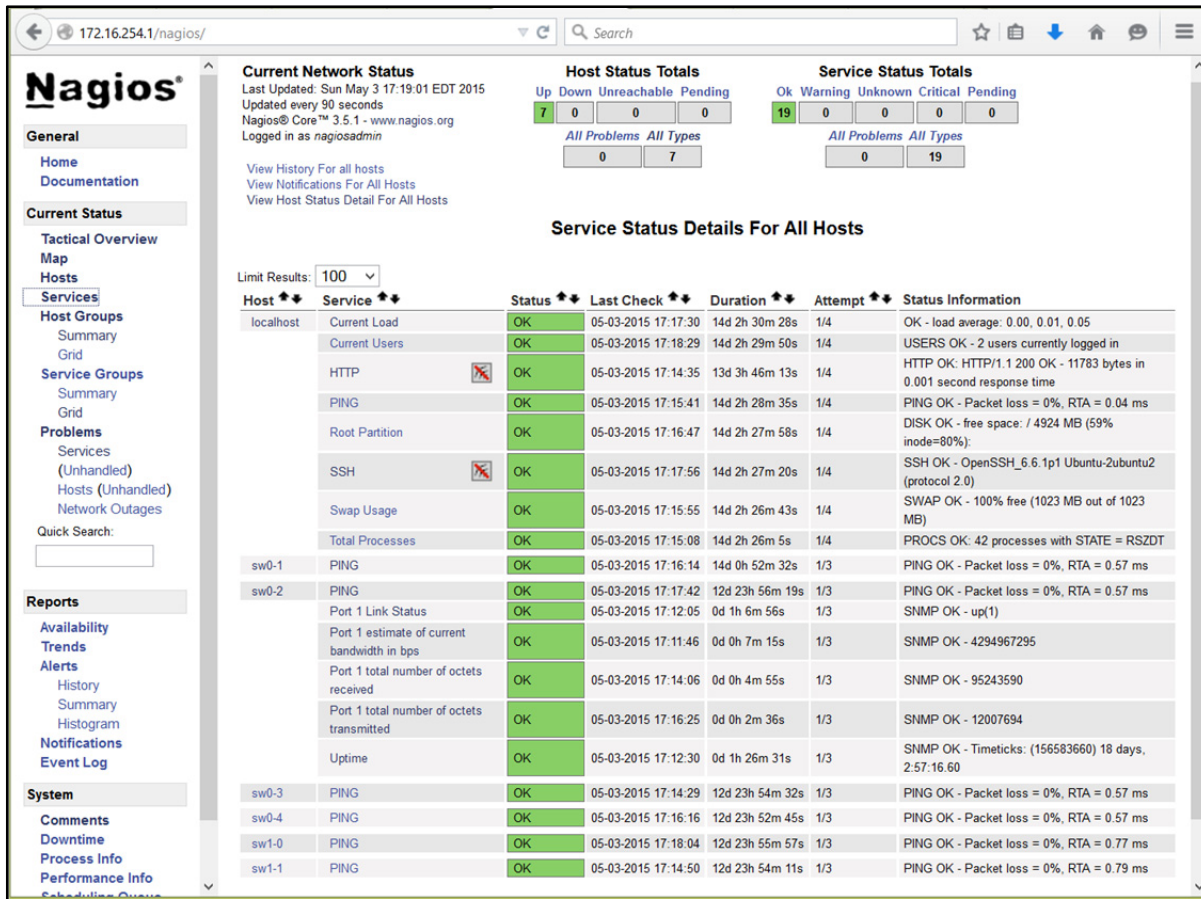 172.16.254.1/nagios/
Search
Nagios®
General
Home
Documentation
Current Status
Tactical Overview
Map
Hosts
Services
Host Groups
Summary
Grid
Service Groups
Summary
Grid
Problems
Services
(Unhandled)
Hosts (Unhandled)
Network Outages
Quick Search:
Reports
Availability
Trends
Alerts
History
Summary
Histogram
Notifications
Event Log
System
Comments
Downtime
Process Info
Performance Info
Scheduling Queue
Current Network Status
Last Updated: Sun May 3 17:19:01 EDT 2015
Updated every 90 seconds
Nagios® Core™ 3.5.1 - www.nagios.org
Logged in as nagiosadmin
View History For all hosts
View Notifications For All Hosts
View Host Status Detail For All Hosts
Host Status Totals
Up Down Unreachable Pending
7 0 0 0
All Problems All Types
0 7
Service Status Totals
Ok Warning Unknown Critical Pending
19 0 0 0 0
All Problems All Types
0 19
Service Status Details For All Hosts
Limit Results: 100
Host Service Status Last Check Duration Attempt Status Information
localhost Current Load OK 05-03-2015 17:17:30 14d 2h 30m 28s 1/4 OK - load average: 0.00, 0.01, 0.05
Current Users OK 05-03-2015 17:18:29 14d 2h 29m 50s 1/4 USERS OK - 2 users currently logged in
HTTP OK 05-03-2015 17:14:35 13d 3h 46m 13s 1/4 HTTP OK: HTTP/1.1 200 OK - 11783 bytes in
0.001 second response time
PING OK 05-03-2015 17:15:41 14d 2h 28m 35s 1/4 PING OK - Packet loss = 0%, RTA = 0.04 ms
Root Partition OK 05-03-2015 17:16:47 14d 2h 27m 58s 1/4 DISK OK - free space: / 4924 MB (59%
inode=80%):
SSH OK 05-03-2015 17:17:56 14d 2h 27m 20s 1/4 SSH OK - OpenSSH_6.6.1p1 Ubuntu-2ubuntu2
(protocol 2.0)
Swap Usage OK 05-03-2015 17:15:55 14d 2h 26m 43s 1/4 SWAP OK - 100% free (1023 MB out of 1023
MB)
Total Processes OK 05-03-2015 17:15:08 14d 2h 26m 5s 1/4 PROCS OK: 42 processes with STATE = RSZDT
sw0-1 PING OK 05-03-2015 17:16:14 14d 0h 52m 32s 1/3 PING OK - Packet loss = 0%, RTA = 0.57 ms
sw0-2 PING OK 05-03-2015 17:17:42 12d 23h 56m 19s 1/3 PING OK - Packet loss = 0%, RTA = 0.57 ms
Port 1 Link Status OK 05-03-2015 17:12:05 0d 1h 6m 56s 1/3 SNMP OK - up(1)
Port 1 estimate of current
bandwidth in bps OK 05-03-2015 17:11:46 0d 0h 7m 15s 1/3 SNMP OK - 4294967295
Port 1 total number of octets
received OK 05-03-2015 17:14:06 0d 0h 4m 55s 1/3 SNMP OK - 95243590
Port 1 total number of octets
transmitted OK 05-03-2015 17:16:25 0d 0h 2m 36s 1/3 SNMP OK - 12007694
Uptime OK 05-03-2015 17:12:30 0d 1h 26m 31s 1/3 SNMP OK - Timeticks: (156583660) 18 days,
2:57:16.60
sw0-3 PING OK 05-03-2015 17:14:29 12d 23h 54m 32s 1/3 PING OK - Packet loss = 0%, RTA = 0.57 ms
sw0-4 PING OK 05-03-2015 17:16:16 12d 23h 52m 45s 1/3 PING OK - Packet loss = 0%, RTA = 0.57 ms
sw1-0 PING OK 05-03-2015 17:18:04 12d 23h 55m 57s 1/3 PING OK - Packet loss = 0%, RTA = 0.77 ms
sw1-1 PING OK 05-03-2015 17:14:50 12d 23h 54m 11s 1/3 PING OK - Packet loss = 0%, RTA = 0.79 ms